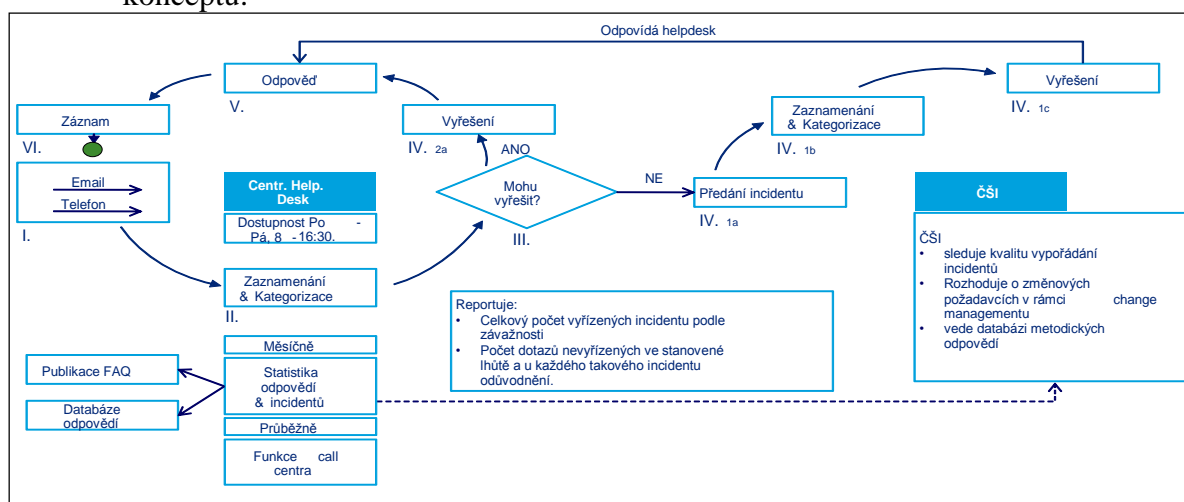 konceptu.
Odpovídá helpdesk
Odpověď
V.
Vyřešení
IV. 1c
Záznam
VI.
Vyřešení
IV. 2a
Zaznamenání
& Kategorizace
IV. 1b
ANO
Email
Telefon
I.
Centr. Help.
Desk
Dostupnost Po -
Pá, 8 -16:30.
Mohu
vyřešit?
III.
NE
Předání incidentu
IV. 1a
ČŠI
Zaznamenání
& Kategorizace
II.
ČŠI
• sleduje kvalitu vypořádání
incidentů
• Rozhoduje o změnových
požadavcích v rámci change
managementu
• vede databázi metodických
odpovědí
Reportuje:
• Celkový počet vyřízených incidentu podle
závažnosti
• Počet dotazů nevyřízených ve stanovené
lhůtě a u každého takového incidentu
odůvodnění.
Měsíčně
Publikace FAQ
Statistika
odpovědí
& incidentů
Databáze
odpovědí
Průběžně
Funkce call
centra